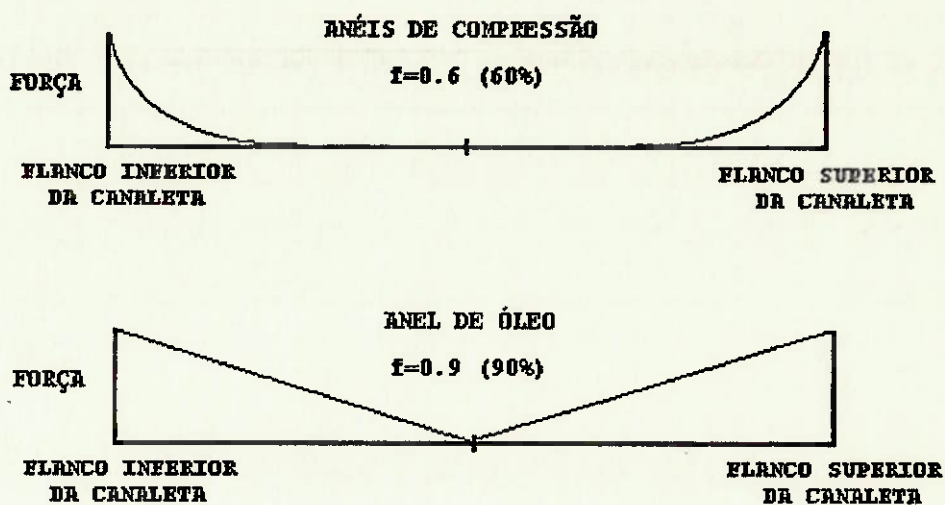 ANÉIS DE COMPRESSÃO
f=0.6 (60%)
FORÇA
FLANCO INFERIOR
DA CANALETA
FLANCO SUPERIOR
DA CANALETA
ANEL DE ÓLEO
f=0.9 (90%)
FORÇA
FLANCO INFERIOR
DA CANALETA
FLANCO SUPERIOR
DA CANALETA